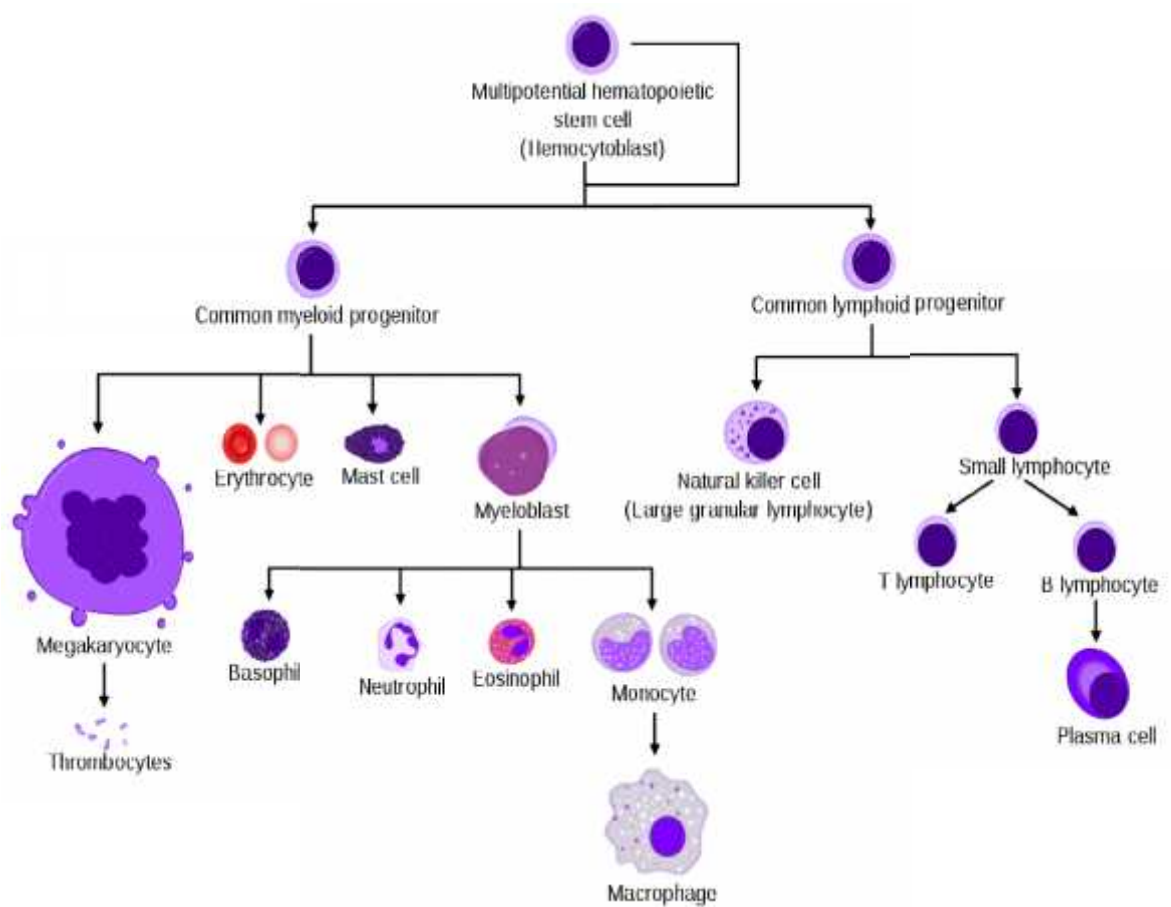 Multipotential hematopoietic
stem cell
(Hemocytoblast)
Common myeloid progenitor
Common lymphoid progenitor
Erythrocyte
Mast cell
Myeloblast
Natural killer cell
(Large granular lymphocyte)
Small lymphocyte
T lymphocyte
B lymphocyte
Megakaryocyte
Basophil
Neutrophil
Eosinophil
Monocyte
Plasma cell
Thrombocytes
Macrophage